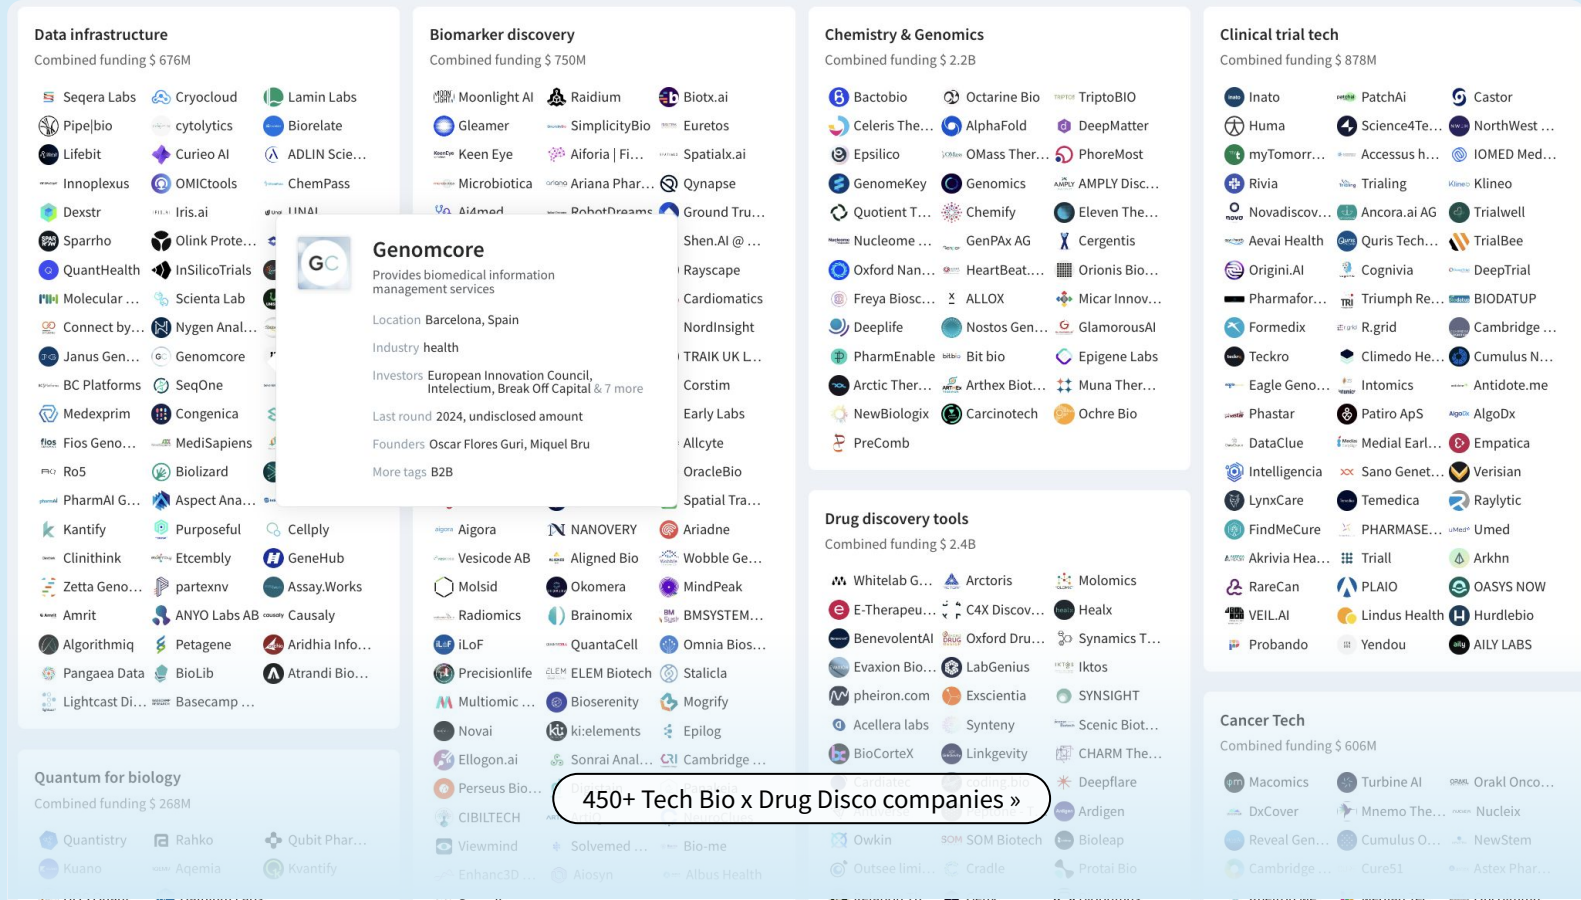 Data infrastructure
Combined funding $ 676M
Seqera Labs Cryocloud Lamin Labs
Pipe|bio cytolytics Biorelate
Lifebit Curieo AI ADLIN Scie...
Innoplexus OMICtools ChemPass
Dexstr Iris.ai
Sparrho Olink Prote...
QuantHealth InSilicoTrials
Molecular ... Scienta Lab
Connect by... Nygen Anal...
Janus Gen... Genomcore
BC Platforms SeqOne
Medexprim Congenica
Fios Geno... MediSapiens
Ro5 Biolizard
PharmAI G... Aspect Ana...
Kantify Purposeful Cellply
Clinithink Etcembly GeneHub
Zetta Geno... partexnv Assay.Works
Amrit ANYO Labs AB Causaly
Algorithmiq Petagene Aridhia Info...
Pangaea Data BioLib Atrandi Bio...
Lightcast Di... Basecamp ...
Quantum for biology
Combined funding $ 268M
Quantistry Rahko Qubit Phar...
Kuano Aqemia Kvantify
Genomcore
GC
Provides biomedical information
management services
Location Barcelona, Spain
Industry health
Investors European Innovation Council,
Intelectium, Break Off Capital & 7 more
Last round 2024, undisclosed amount
Founders Oscar Flores Guri, Miquel Bru
More tags B2B
Biomarker discovery
Combined funding $ 750M
Moonlight AI Raidium Biotx.ai
Gleamer SimplicityBio Euretos
Keen Eye Aiforia | Fi... Spatialx.ai
Microbiotica Ariana Phar... Qynapse
Ai4med RobotDreams Ground Tru...
Shen.AI @ ...
Rayscape
Cardiomatics
NordInsight
TRAIK UK L...
Corstim
Early Labs
Allcyte
OracleBio
Spatial Tra...
Aigora NANOVERY Ariadne
Vesicode AB Aligned Bio Wobble Ge...
Molsid Okomera MindPeak
Radiomics Brainomix BMSYSTEM...
iLoF QuantaCell Omnia Bios...
Precisionlife ELEM Biotech Stalicla
Multiomic ... Bioserenity Mogrify
Novai ki:elements Epilog
Ellogon.ai Sonrai Anal... Cambridge ...
Perseus Bio...
CIBILTECH
Viewmind Solvemed ... Bio-me
Enhanc3D ... Aiosyn Albus Health
Chemistry & Genomics
Combined funding $ 2.2B
Bactobio Octarine Bio TriptoBIO
Celeris The... AlphaFold DeepMatter
Epsilico OMass Ther... PhoreMost
GenomeKey Genomics AMPLY Disc...
Quotient T... Chemify Eleven The...
Nucleome ... GenPAx AG Cergentis
Oxford Nan... HeartBeat.... Orionis Bio...
Freya Biosc... ALLOX Micar Innov...
Deeplife Nostos Gen... GlamorousAI
PharmEnable Bit bio Epigene Labs
Arctic Ther... Arthex Biot... Muna Ther...
NewBiologix Carcinotech Ochre Bio
PreComb
Drug discovery tools
Combined funding $ 2.4B
Whitelab G... Arctoris Molomics
E-Therapeu... C4X Discov... Healx
BenevolentAI Oxford Dru... Synamics T...
Evaxion Bio... LabGenius Iktos
pheiron.com Exscientia SYNSIGHT
Acellera labs Synteny Scenic Biot...
BioCorteX Linkgevity CHARM The...
Cardiatec coding.bio Deepflare
Ardigen
Owkin SOM Biotech Bioleap
Outsee limi... Cradle Protai Bio
Clinical trial tech
Combined funding $ 878M
Inato PatchAi Castor
Huma Science4Te... NorthWest ...
myTomorr... Accessus h... IOMED Med...
Rivia Trialing Klineo
Novadiscov... Ancora.ai AG Trialwell
Aevai Health Quris Tech... TrialBee
Origini.AI Cognivia DeepTrial
Pharmafor... Triumph Re... BIODATUP
Formedix R.grid Cambridge ...
Teckro Climedo He... Cumulus N...
Eagle Geno... Intomics Antidote.me
Phastar Patiro ApS AlgoDx
DataClue Medial Earl... Empatica
Intelligencia Sano Genet... Verisian
LynxCare Temedica Raylytic
FindMeCure PHARMASE... Umed
Akrivia Hea... Triall Arkhn
RareCan PLAIO OASYS NOW
VEIL.AI Lindus Health Hurdlebio
Probando Yendou AILY LABS
Cancer Tech
Combined funding $ 606M
Macomics Turbine AI Orakl Onco...
DxCover Mnemo The... Nucleix
Reveal Gen... Cumulus O... NewStem
Cambridge ... Cure51 Astex Phar...
450+ Tech Bio x Drug Disco companies »